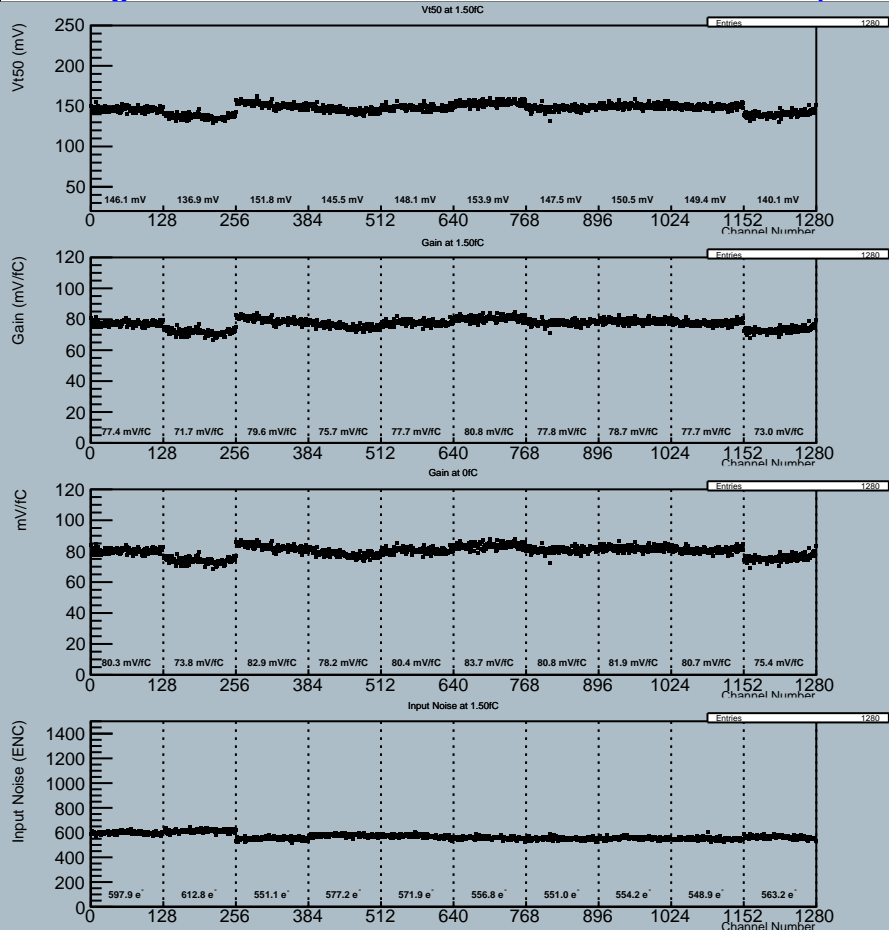 Vt50 at 1.50fC
Entries 1280
Vt50 (mV)
250
200
150
100
50
146.1 mV 136.9 mV 151.8 mV 145.5 mV 148.1 mV 153.9 mV 147.5 mV 150.5 mV 149.4 mV 140.1 mV
0 128 256 384 512 640 768 896 1024 1152 1280
Channel Number
Gain at 1.50fC
Entries 1280
Gain (mV/fC)
120
100
80
60
40
20
0
77.4 mV/fC 71.7 mV/fC 79.6 mV/fC 75.7 mV/fC 77.7 mV/fC 80.8 mV/fC 77.8 mV/fC 78.7 mV/fC 77.7 mV/fC 73.0 mV/fC
0 128 256 384 512 640 768 896 1024 1152 1280
Channel Number
Gain at 0fC
Entries 1280
mV/fC
120
100
80
60
40
20
0
80.3 mV/fC 73.8 mV/fC 82.9 mV/fC 78.2 mV/fC 80.4 mV/fC 83.7 mV/fC 80.8 mV/fC 81.9 mV/fC 80.7 mV/fC 75.4 mV/fC
0 128 256 384 512 640 768 896 1024 1152 1280
Channel Number
Input Noise at 1.50fC
Entries 1280
Input Noise (ENC)
1400
1200
1000
800
600
400
200
0
597.9 e⁻ 612.8 e⁻ 551.1 e⁻ 577.2 e⁻ 571.9 e⁻ 556.8 e⁻ 551.0 e⁻ 554.2 e⁻ 548.9 e⁻ 563.2 e⁻
0 128 256 384 512 640 768 896 1024 1152 1280
Channel Number